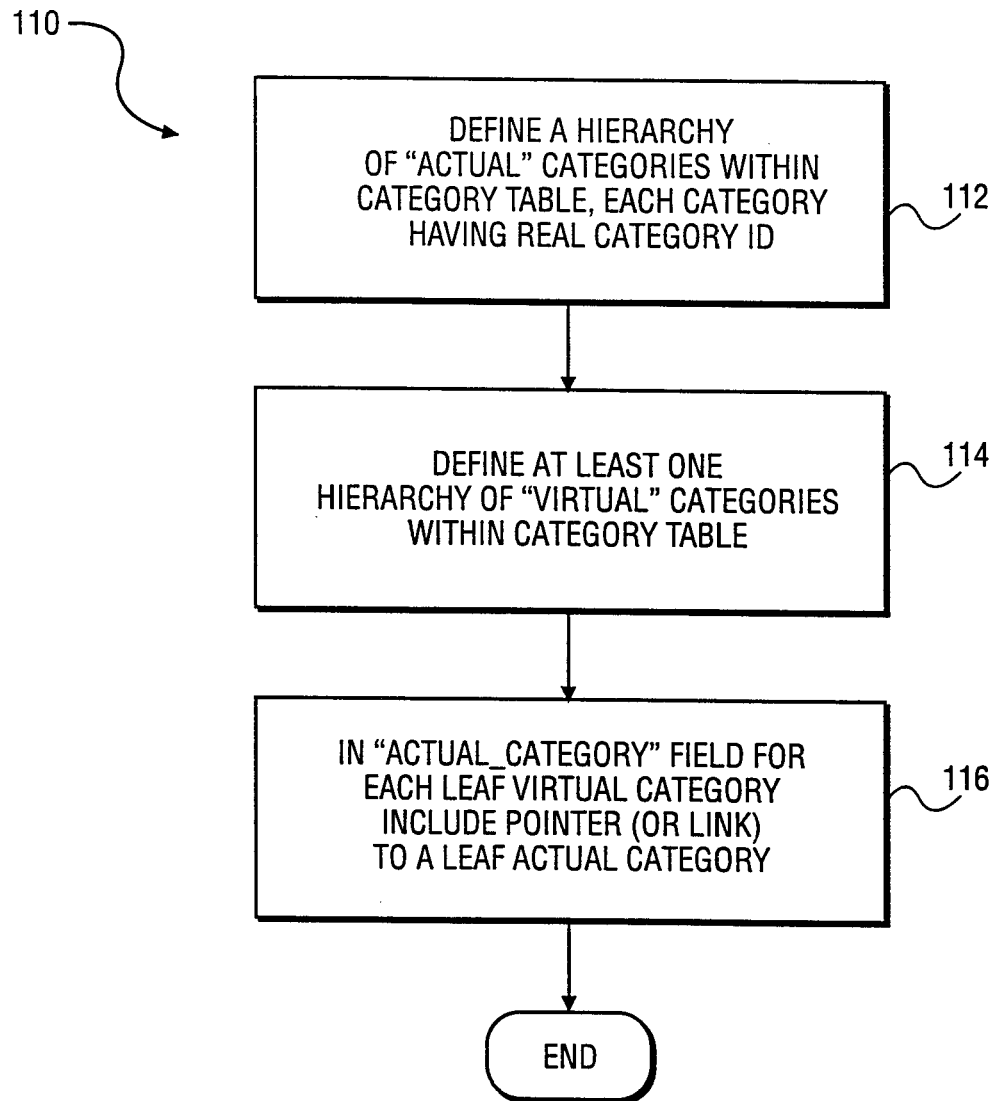 110
DEFINE A HIERARCHY
OF “ACTUAL” CATEGORIES WITHIN
CATEGORY TABLE, EACH CATEGORY
HAVING REAL CATEGORY ID
112
DEFINE AT LEAST ONE
HIERARCHY OF “VIRTUAL” CATEGORIES
WITHIN CATEGORY TABLE
114
IN “ACTUAL_CATEGORY” FIELD FOR
EACH LEAF VIRTUAL CATEGORY
INCLUDE POINTER (OR LINK)
TO A LEAF ACTUAL CATEGORY
116
END